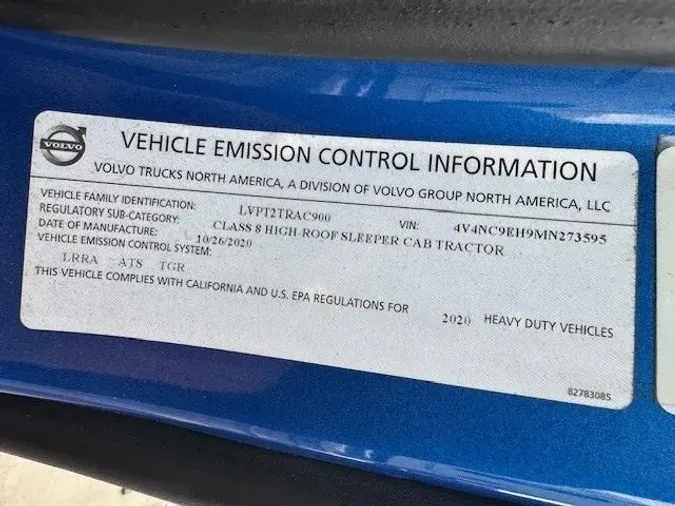 VOLVO
VEHICLE EMISSION CONTROL INFORMATION
VOLVO TRUCKS NORTH AMERICA, A DIVISION OF VOLVO GROUP NORTH AMERICA, LLC
VEHICLE FAMILY IDENTIFICATION: LVPT2TRAC900 VIN: 4V4NC9EH9MN273595
REGULATORY SUB-CATEGORY: CLASS 8 HIGH-ROOF SLEEPER CAB TRACTOR
DATE OF MANUFACTURE: 10/26/2020
VEHICLE EMISSION CONTROL SYSTEM:
LRRA ATS TGR
THIS VEHICLE COMPLIES WITH CALIFORNIA AND U.S. EPA REGULATIONS FOR 2020 HEAVY DUTY VEHICLES
82783085